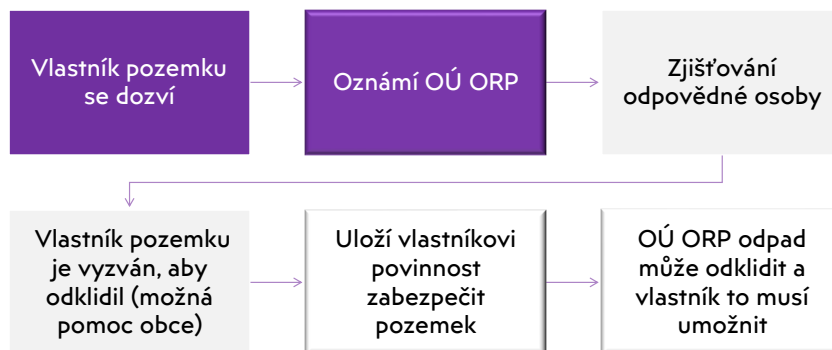 Vlastník pozemku
se dozví
Oznámí OÚ ORP
Zjišťování
odpovědné osoby
Vlastník pozemku
je vyzván, aby
odklidil (možná
pomoc obce)
Uloží vlastníkovi
povinnost
zabezpečit
pozemek
OÚ ORP odpad
může odklidit a
vlastník to musí
umožnit